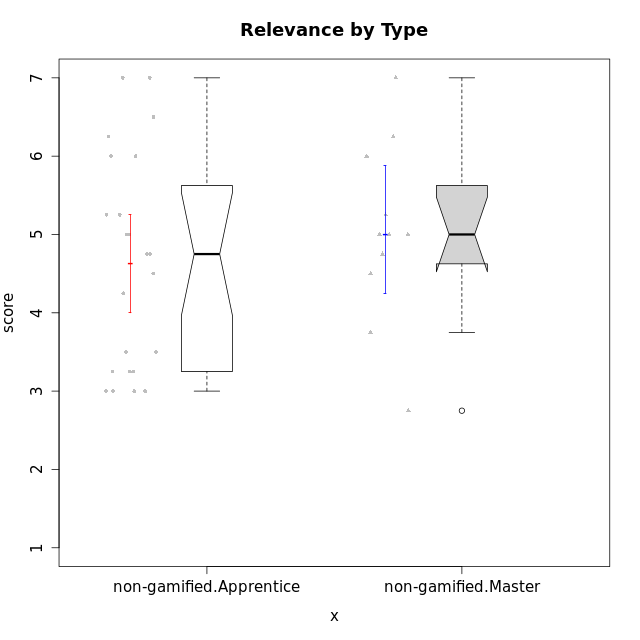 Relevance by Type
7
6
5
4
3
2
1
score
non-gamified.Apprentice
non-gamified.Master
x